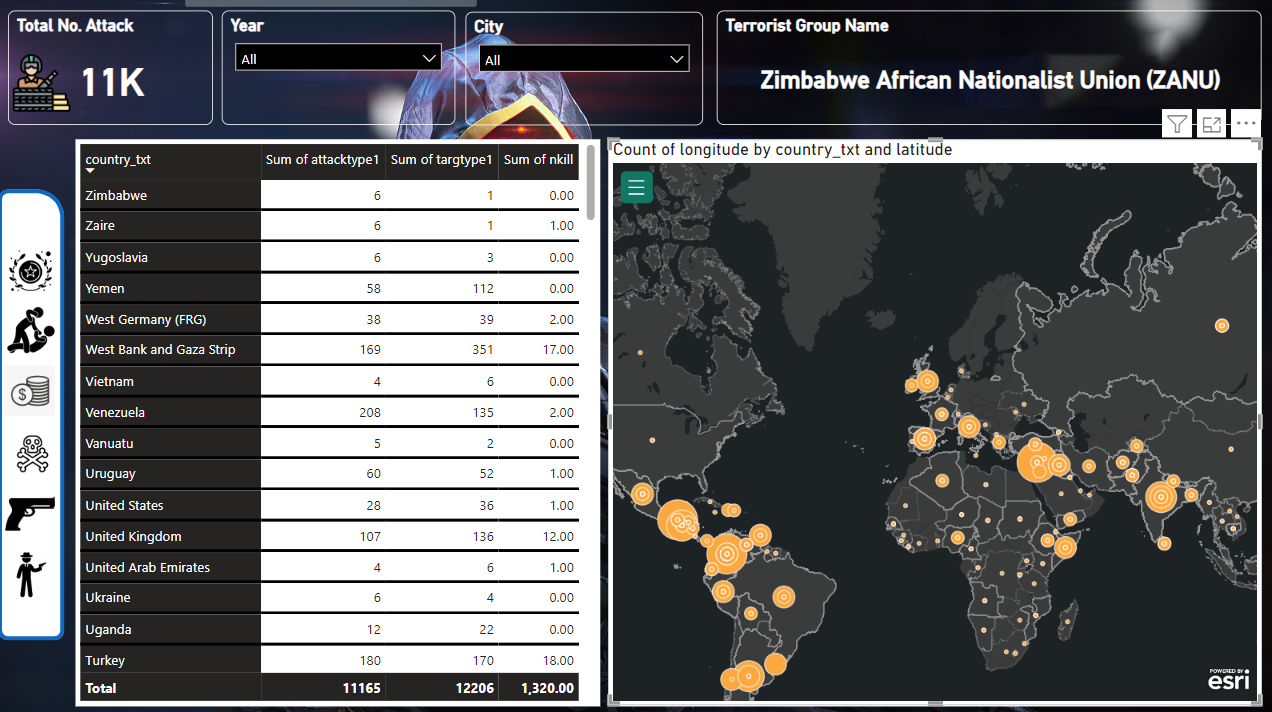 Total No. Attack
11K
Year
All
City
All
Terrorist Group Name
Zimbabwe African Nationalist Union (ZANU)
country_txt Sum of attacktype1 Sum of targtype1 Sum of nkill
Zimbabwe 6 1 0.00
Zaire 6 1 1.00
Yugoslavia 6 3 0.00
Yemen 58 112 0.00
West Germany (FRG) 38 39 2.00
West Bank and Gaza Strip 169 351 17.00
Vietnam 4 6 0.00
Venezuela 208 135 2.00
Vanuatu 5 2 0.00
Uruguay 60 52 1.00
United States 28 36 1.00
United Kingdom 107 136 12.00
United Arab Emirates 4 6 1.00
Ukraine 6 4 0.00
Uganda 12 22 0.00
Turkey 180 170 18.00
Total 11165 12206 1,320.00
Count of longitude by country_txt and latitude
POWERED BY
esri